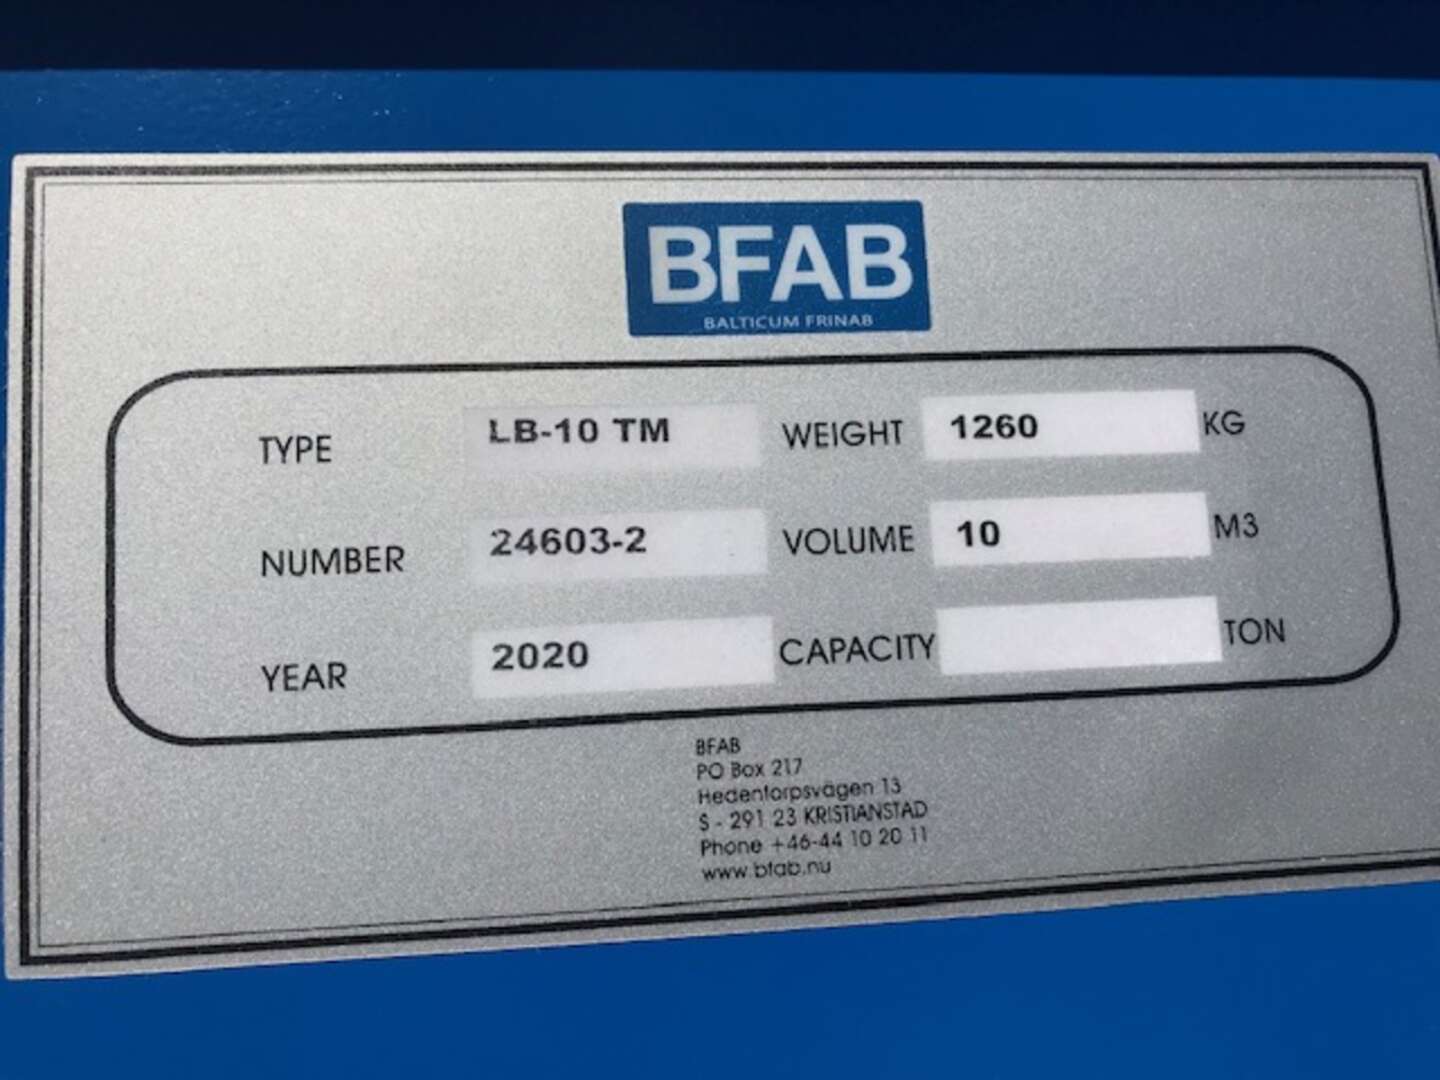 BFAB
BALTICUM FRINAB
TYPE LB-10 TM WEIGHT 1260 KG
NUMBER 24603-2 VOLUME 10 M3
YEAR 2020 CAPACITY TON
BFAB
PO Box 217
Hedentorpsvägen 13
S - 291 23 KRISTIANSTAD
Phone +46-44 10 20 11
www.bfab.nu